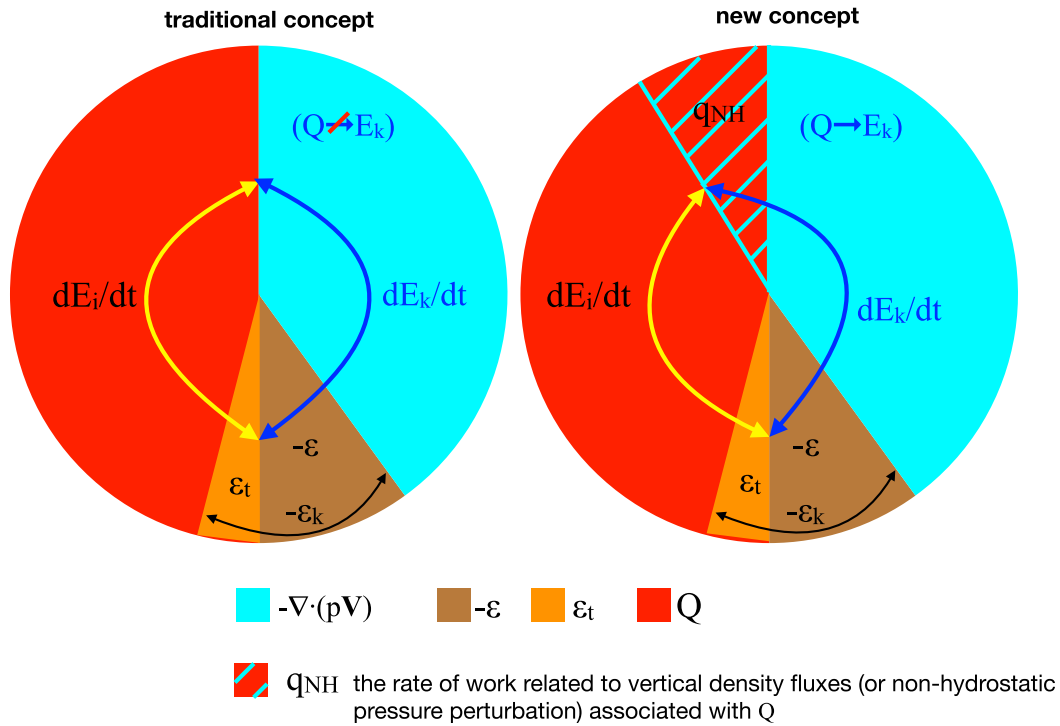 traditional concept
new concept
(Q→Eₖ)
qNH
(Q→Eₖ)
dEᵢ/dt
dEₖ/dt
dEᵢ/dt
dEₖ/dt
-ε
εₜ
-εₖ
-ε
εₜ
-εₖ
-∇·(pV)
-ε
εₜ
Q
qNH the rate of work related to vertical density fluxes (or non-hydrostatic
pressure perturbation) associated with Q